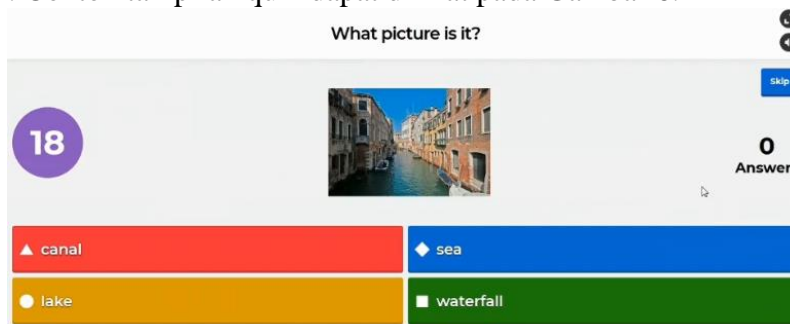 What picture is it?
Skip
18
0
Answer
canal
sea
lake
waterfall